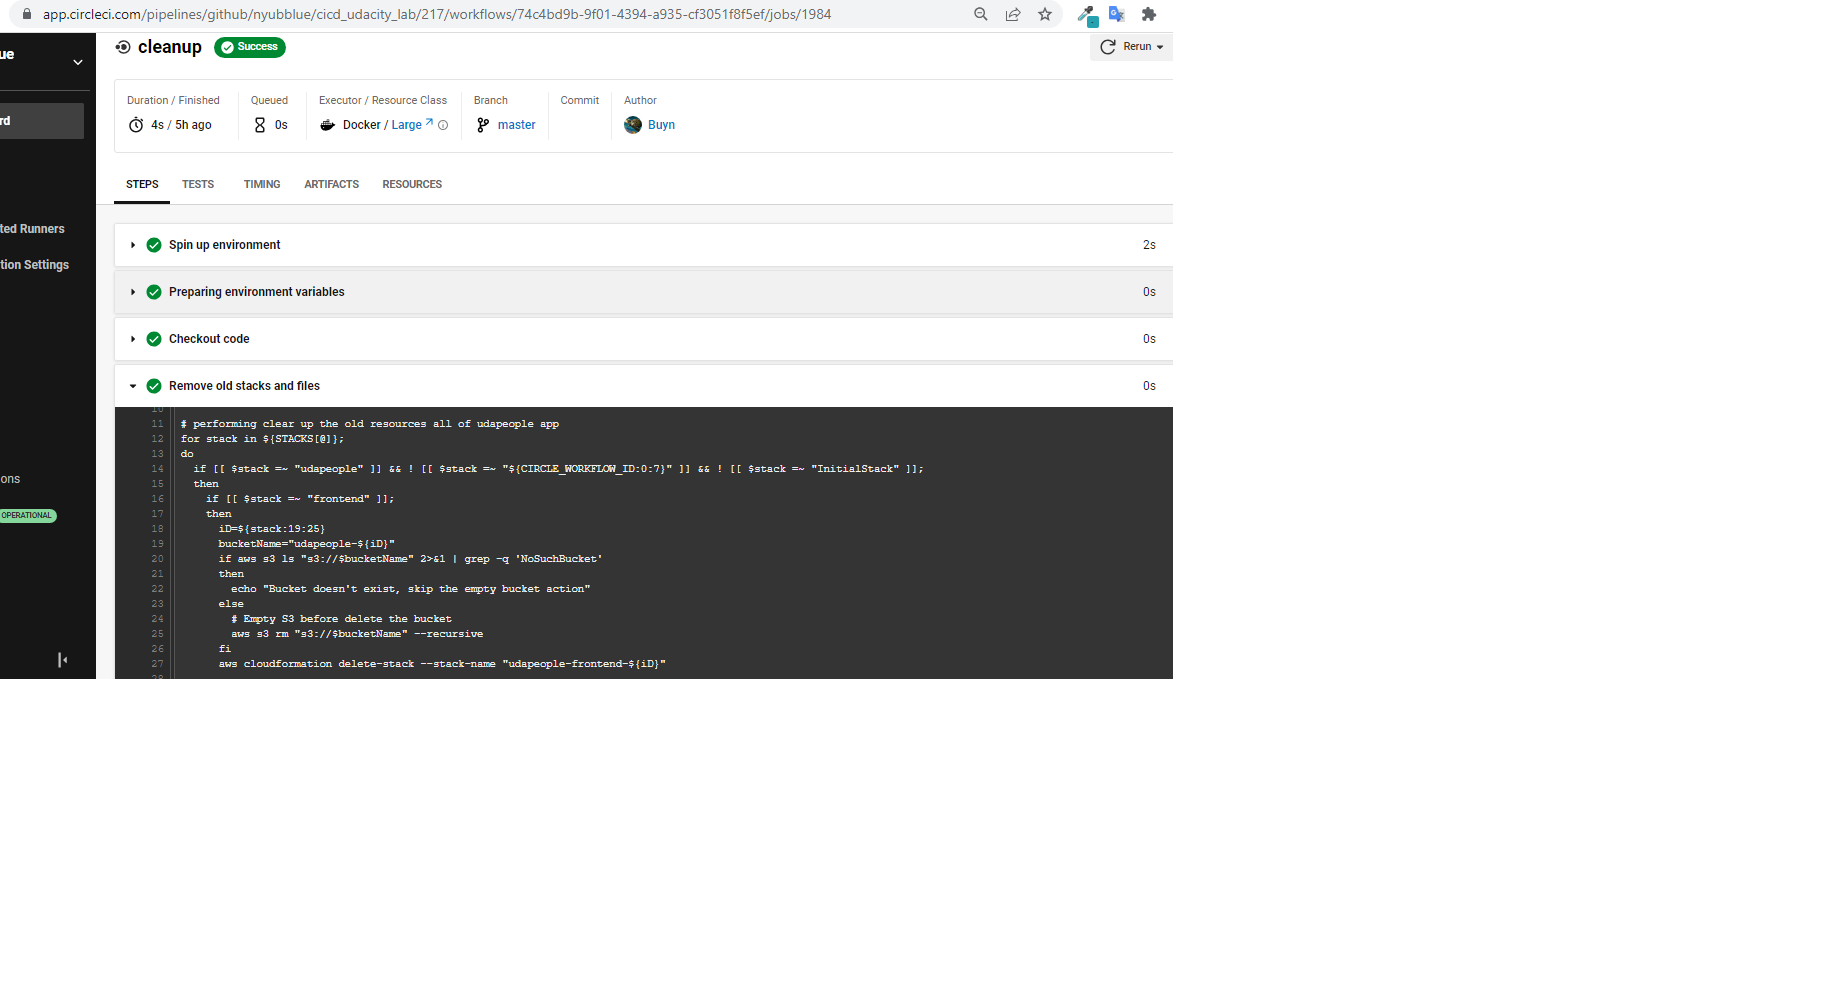 app.circleci.com/pipelines/github/nyubblue/cicd_udacity_lab/217/workflows/74c4bd9b-9f01-4394-a935-cf3051f8f5ef/jobs/1984
ue
cleanup Success Rerun
Duration / Finished Queued Executor / Resource Class Branch Commit Author
rd
4s / 5h ago 0s Docker / Large master Buyn
STEPS TESTS TIMING ARTIFACTS RESOURCES
ted Runners
Spin up environment 2s
tion Settings
Preparing environment variables 0s
Checkout code 0s
Remove old stacks and files 0s
10
11 # performing clear up the old resources all of udapeople app
12 for stack in ${STACKS[@]};
13 do
14 if [[ $stack =~ "udapeople" ]] && ! [[ $stack =~ "${CIRCLE_WORKFLOW_ID:0:7}" ]] && ! [[ $stack =~ "InitialStack" ]];
ons
15 then
16 if [[ $stack =~ "frontend" ]];
OPERATIONAL
17 then
18 iD=${stack:19:25}
19 bucketName="udapeople-${iD}"
20 if aws s3 ls "s3://$bucketName" 2>&1 | grep -q 'NoSuchBucket'
21 then
22 echo "Bucket doesn't exist, skip the empty bucket action"
23 else
24 # Empty S3 before delete the bucket
25 aws s3 rm "s3://$bucketName" --recursive
26 fi
27 aws cloudformation delete-stack --stack-name "udapeople-frontend-${iD}"
28